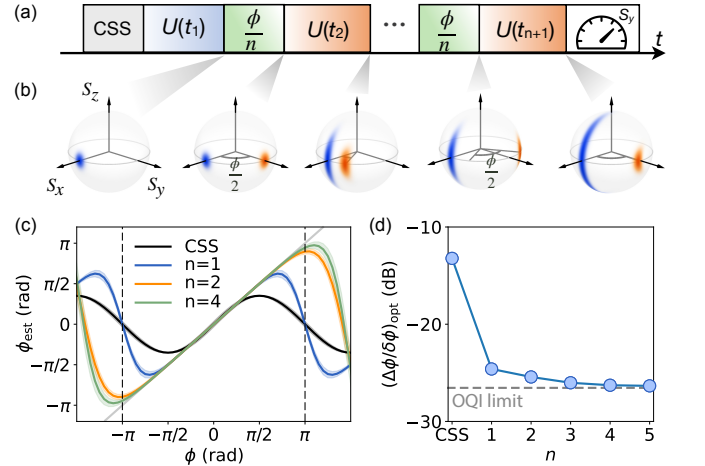 (a)
CSS U(t1) ϕ/n U(t2) ··· ϕ/n U(tn+1) Sy
t
(b)
Sz
Sx Sy ϕ/2 ϕ/2
(c)
π
π/2
0
−π/2
−π
ϕest (rad)
CSS
n=1
n=2
n=4
−π −π/2 0 π/2 π
ϕ (rad)
(d)
−10
−20
−30
(Δϕ/δϕ)opt (dB)
OQI limit
CSS 1 2 3 4 5
n